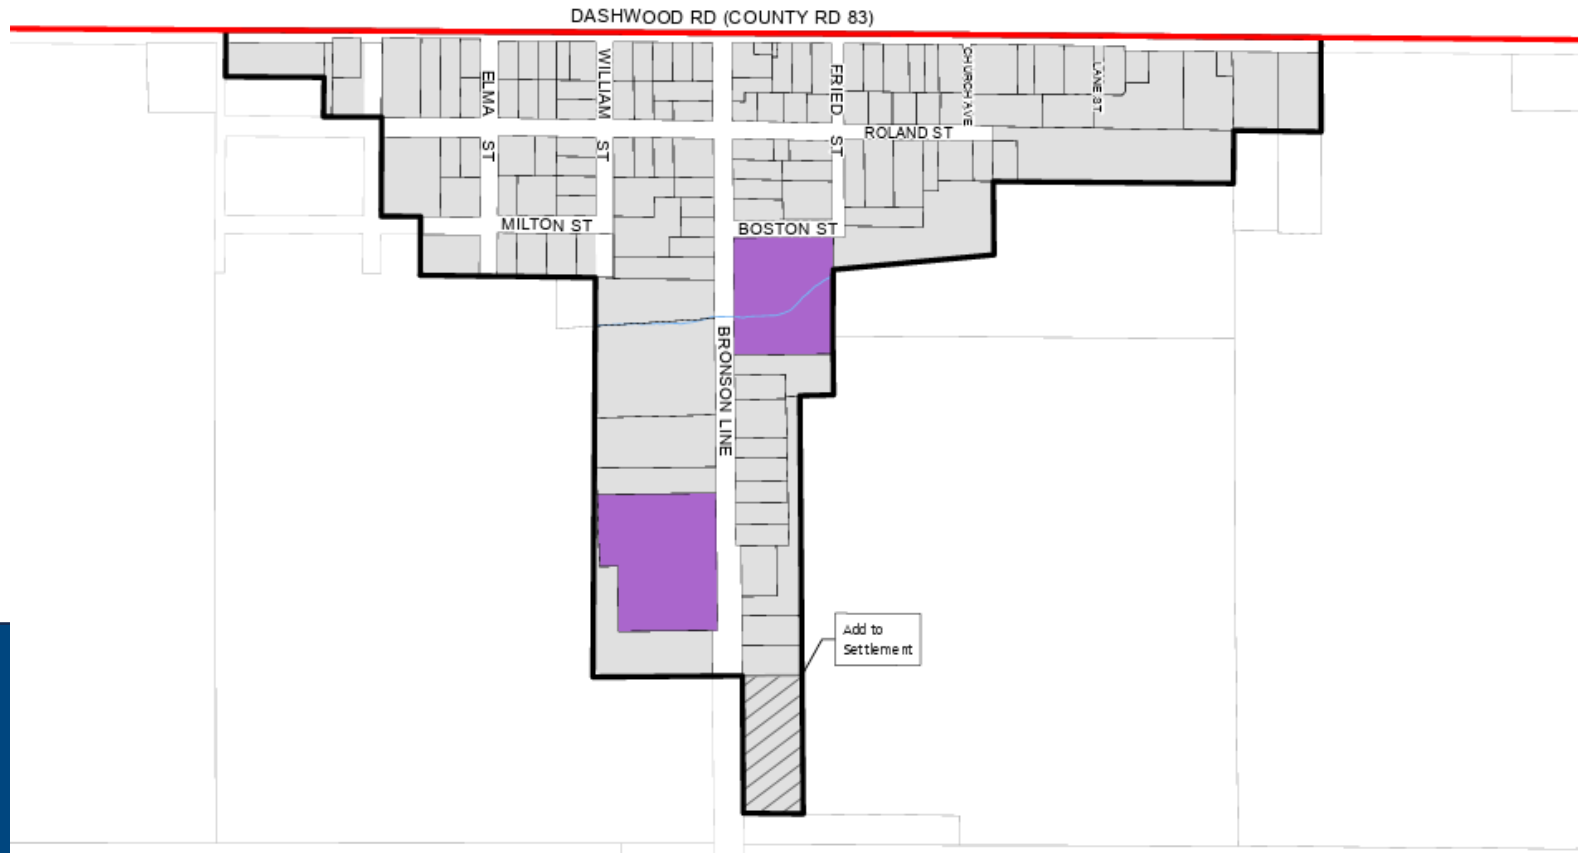 DASHWOOD RD (COUNTY RD 83)
ELMA ST
WILLIAM ST
FRIED ST
CHURCH AVE
LANE ST
ROLAND ST
MILTON ST
BOSTON ST
BRONSON LINE
Add to
Settlement